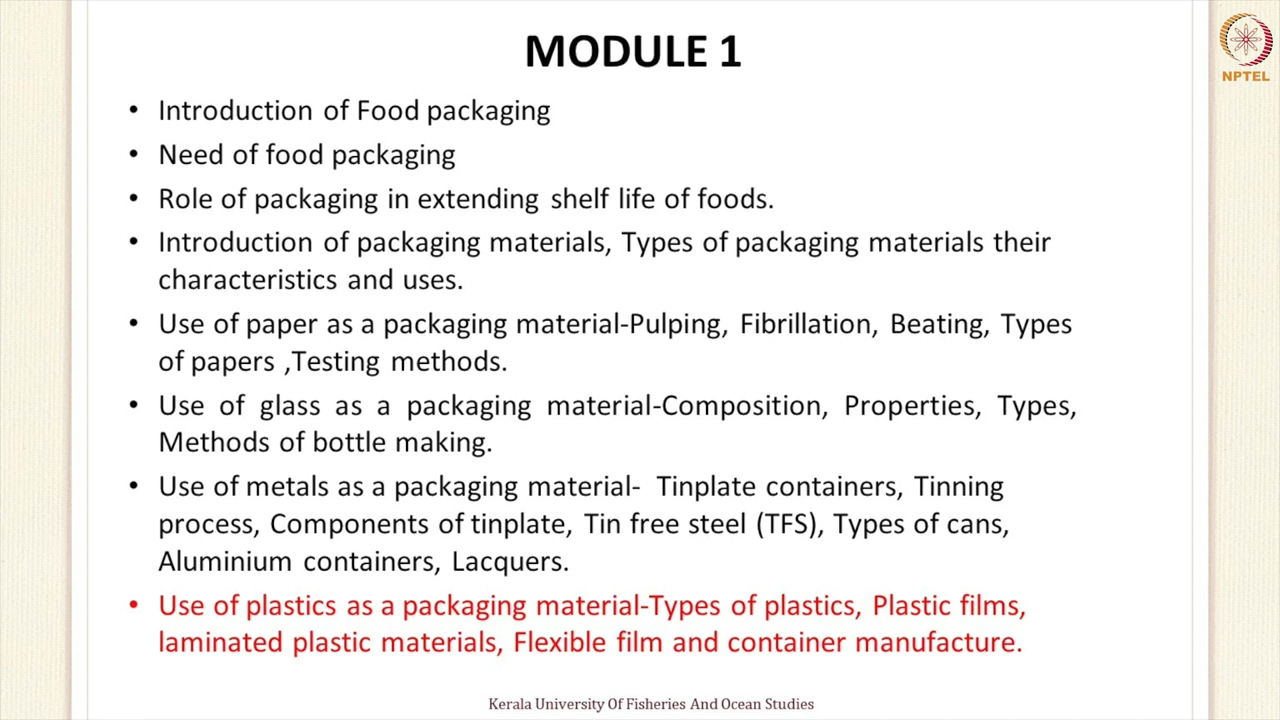 MODULE 1
NPTEL
• Introduction of Food packaging
• Need of food packaging
• Role of packaging in extending shelf life of foods.
• Introduction of packaging materials, Types of packaging materials their
characteristics and uses.
• Use of paper as a packaging material-Pulping, Fibrillation, Beating, Types
of papers ,Testing methods.
• Use of glass as a packaging material-Composition, Properties, Types,
Methods of bottle making.
• Use of metals as a packaging material- Tinplate containers, Tinning
process, Components of tinplate, Tin free steel (TFS), Types of cans,
Aluminium containers, Lacquers.
• Use of plastics as a packaging material-Types of plastics, Plastic films,
laminated plastic materials, Flexible film and container manufacture.
Kerala University Of Fisheries And Ocean Studies